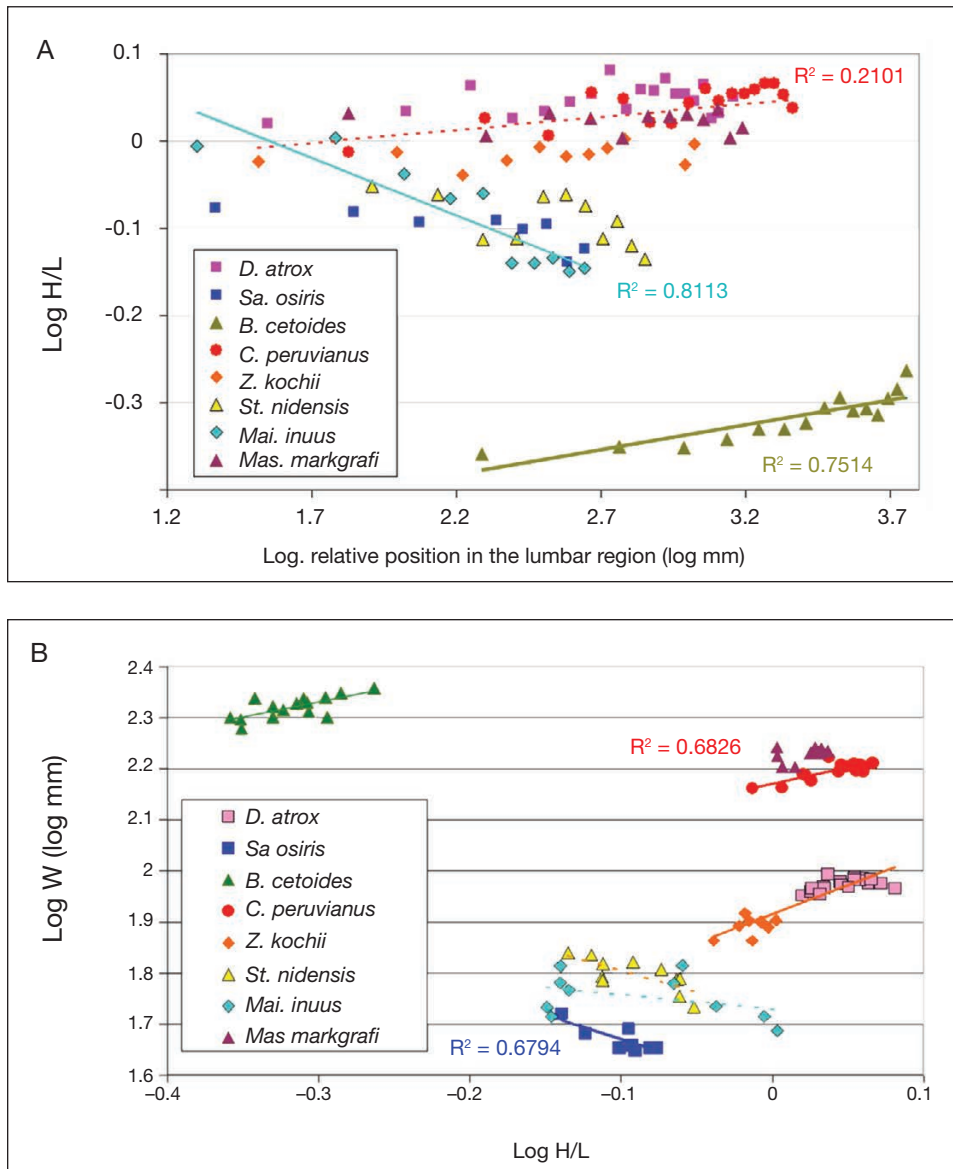 A
0.1
R² = 0.2101
0
-0.1
R² = 0.8113
-0.2
-0.3
R² = 0.7514
Log H/L
D. atrox
Sa. osiris
B. cetoides
C. peruvianus
Z. kochii
St. nidensis
Mai. inuus
Mas. markgrafi
1.2 1.7 2.2 2.7 3.2 3.7
Log. relative position in the lumbar region (log mm)
B
2.4
2.3
R² = 0.6826
2.2
2.1
2
1.9
1.8
1.7
R² = 0.6794
1.6
Log W (log mm)
D. atrox
Sa osiris
B. cetoides
C. peruvianus
Z. kochii
St. nidensis
Mai. inuus
Mas markgrafi
–0.4 –0.3 –0.2 –0.1 0 0.1
Log H/L